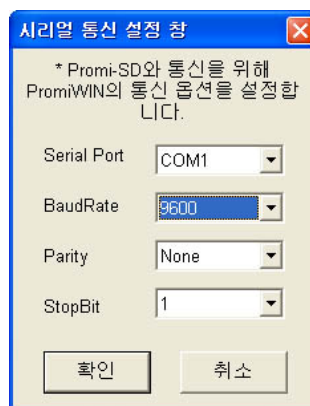 시리얼 통신 설정 창
* Promi-SD와 통신을 위해
PromiWIN의 통신 옵션을 설정합
니다.
Serial Port COM1
BaudRate 9600
Parity None
StopBit 1
확인 취소